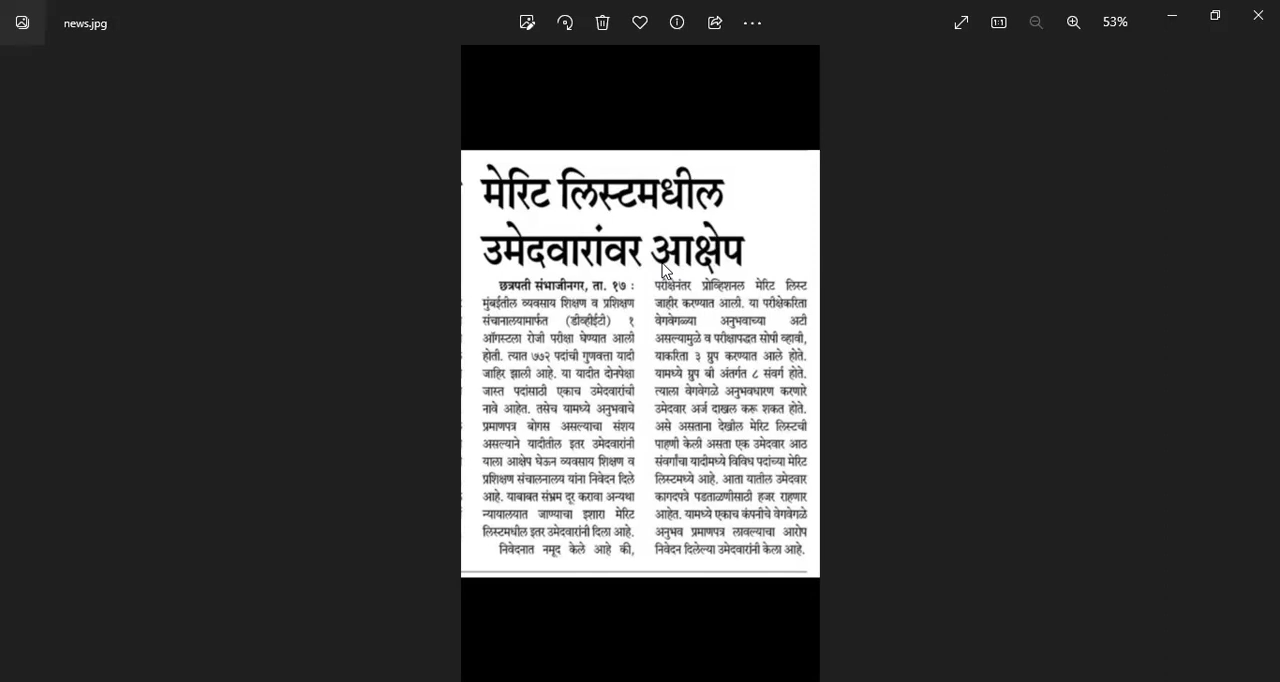 news.jpg
53%
मेरिट लिस्टमधील
उमेदवारांवर आक्षेप
छत्रपती संभाजीनगर, ता. १७ :
मुंबईतील व्यवसाय शिक्षण व प्रशिक्षण
संचानालयामार्फत (डीव्हीईटी) १
ऑगस्टला रोजी परीक्षा घेण्यात आली
होती. त्यात ७७२ पदांची गुणवत्ता यादी
जाहिर झाली आहे. या यादीत दोनपेक्षा
जास्त पदांसाठी एकाच उमेदवारांची
नावे आहेत. तसेच यामध्ये अनुभवाचे
प्रमाणपत्र बोगस असल्याचा संशय
असल्याने यादीतील इतर उमेदवारांनी
याला आक्षेप घेऊन व्यवसाय शिक्षण व
प्रशिक्षण संचालनालय यांना निवेदन दिले
आहे. याबाबत संभ्रम दूर करावा अन्यथा
न्यायालयात जाण्याचा इशारा मेरिट
लिस्टमधील इतर उमेदवारांनी दिला आहे.
निवेदनात नमूद केले आहे की,
परीक्षेनंतर प्रोव्हिशनल मेरिट लिस्ट
जाहीर करण्यात आली. या परीक्षेकरिता
वेगवेगळ्या अनुभवाच्या अटी
असल्यामुळे व परीक्षापद्धत सोपी व्हावी,
याकरिता ३ ग्रुप करण्यात आले होते.
यामध्ये ग्रुप बी अंतर्गत ८ संवर्ग होते.
त्याला वेगवेगळे अनुभवधारण करणारे
उमेदवार अर्ज दाखल करू शकत होते.
असे असताना देखील मेरिट लिस्टची
पाहणी केली असता एक उमेदवार आठ
संवर्गांचा यादीमध्ये विविध पदांच्या मेरिट
लिस्टमध्ये आहे. आता यातील उमेदवार
कागदपत्रे पडताळणीसाठी हजर राहणार
आहेत. यामध्ये एकाच कंपनीचे वेगवेगळे
अनुभव प्रमाणपत्र लावल्याचा आरोप
निवेदन दिलेल्या उमेदवारांनी केला आहे.